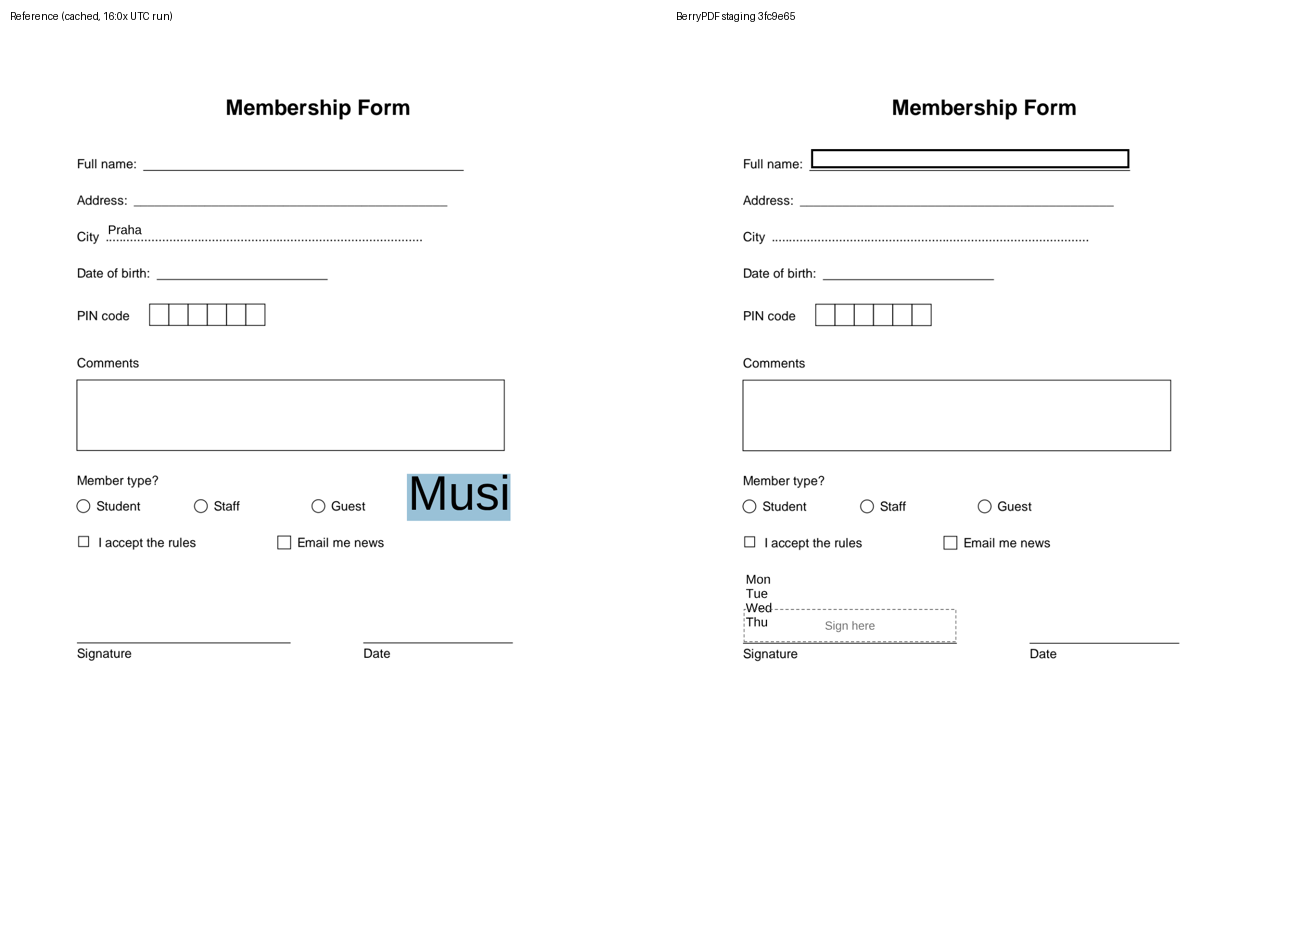 Reference (cached, 16:0x UTC run)
Membership Form
Full name:
Address:
City Praha
Date of birth:
PIN code
Comments
Member type?
Student Staff Guest Musi
I accept the rules Email me news
Signature Date
BerryPDF staging 3fc9e65
Membership Form
Full name:
Address:
City
Date of birth:
PIN code
Comments
Member type?
Student Staff Guest
I accept the rules Email me news
Mon
Tue
Wed
Thu Sign here
Signature Date